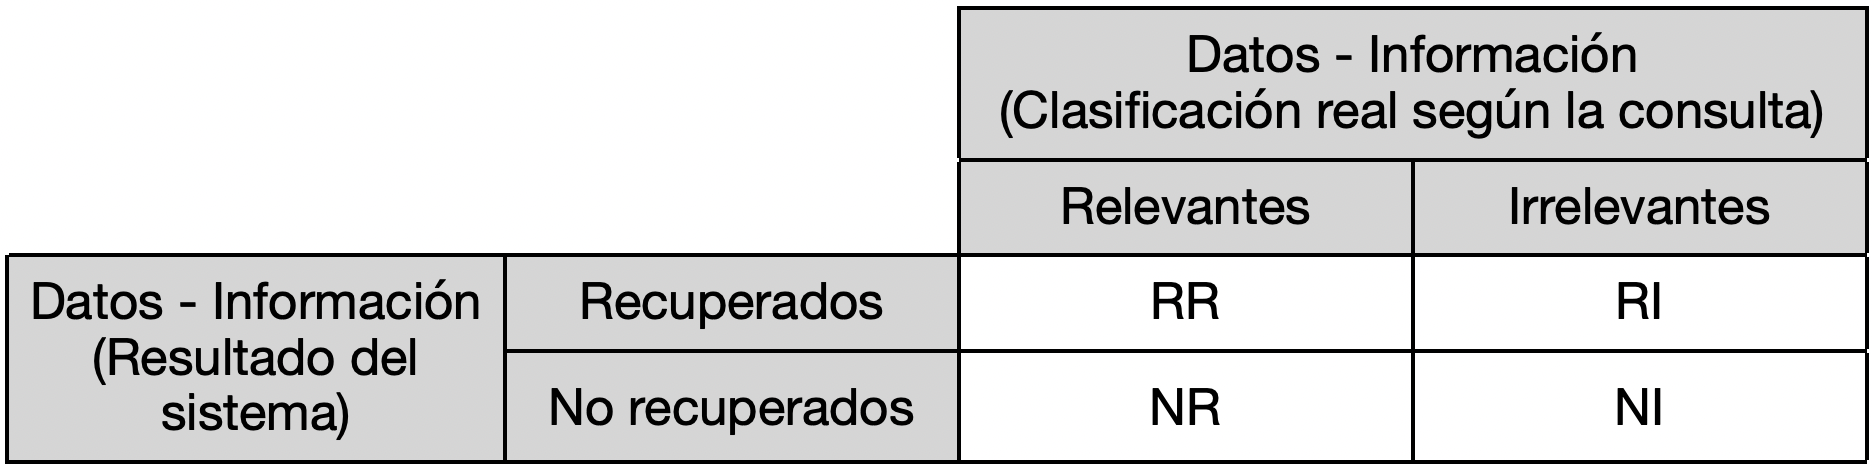 Datos - Información
(Clasificación real según la consulta)
Relevantes
Irrelevantes
Datos - Información
(Resultado del
sistema)
Recuperados
RR
RI
No recuperados
NR
NI